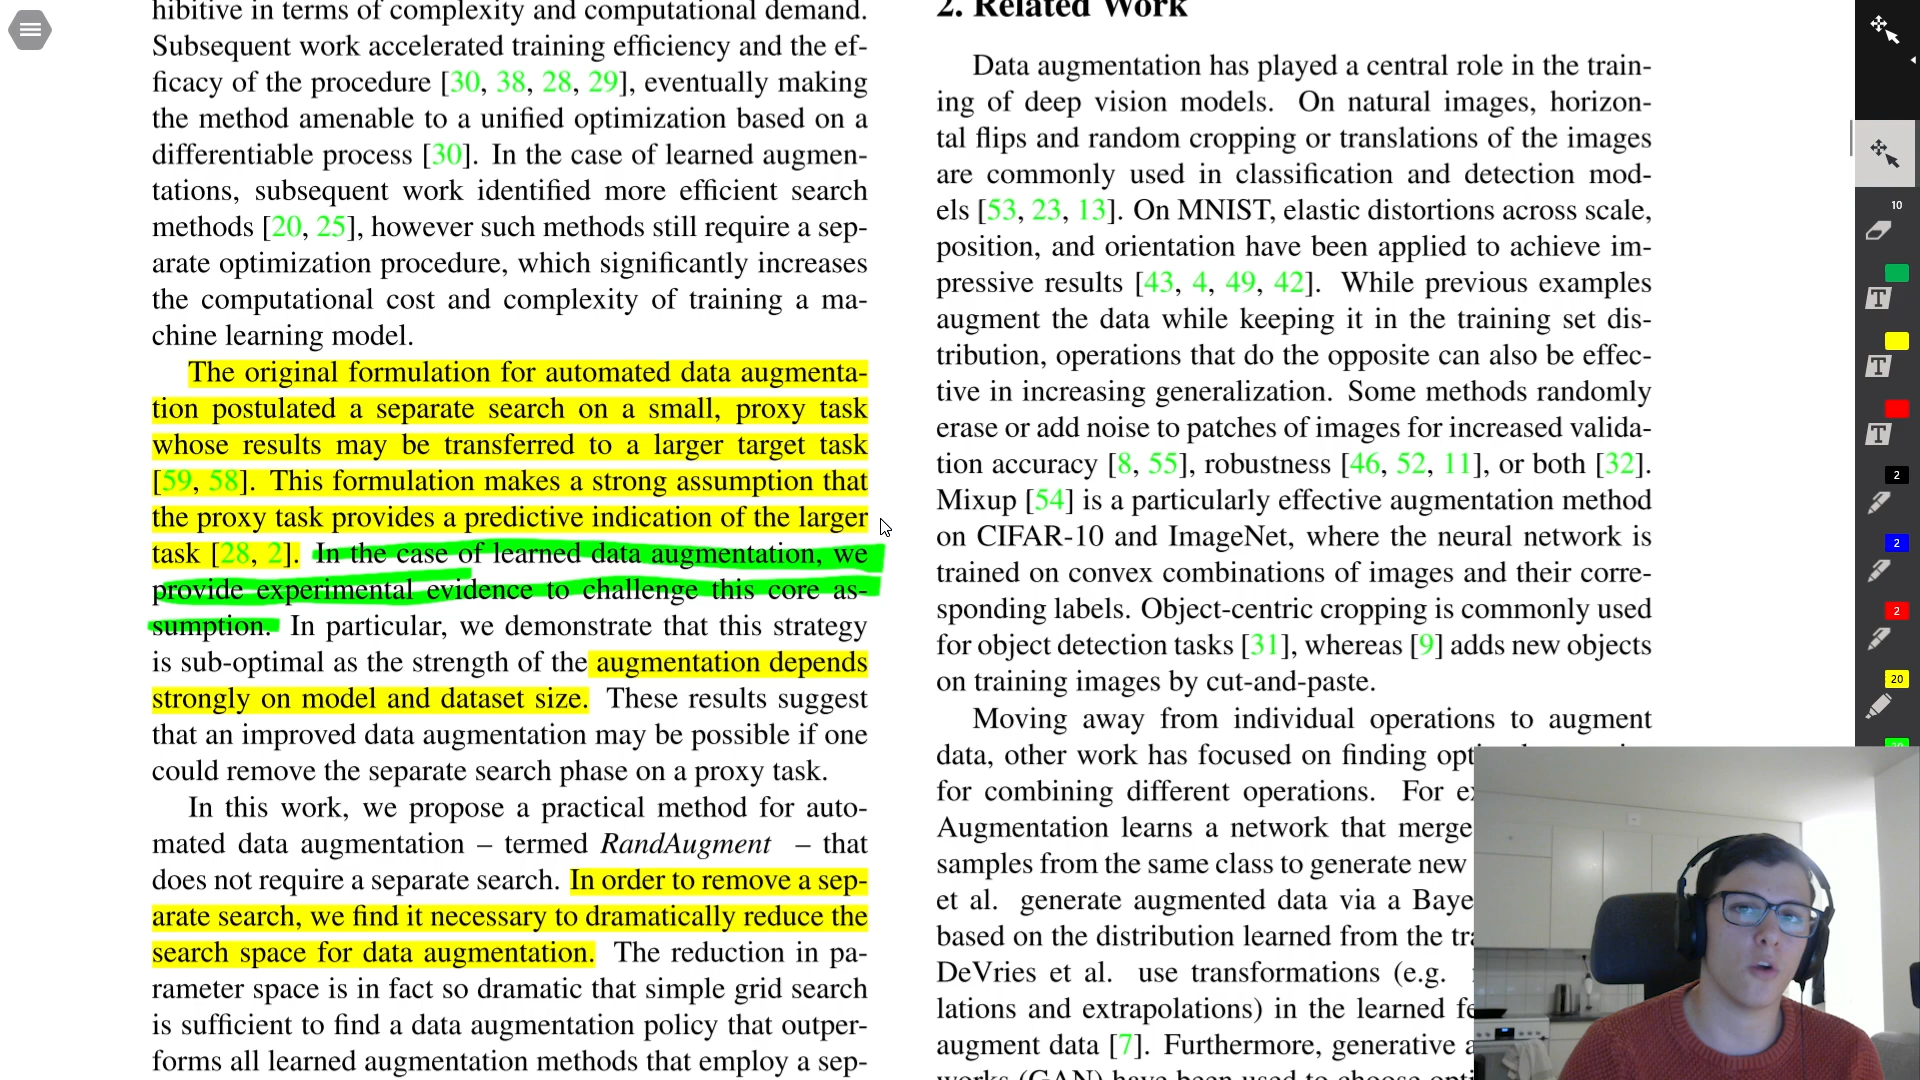 hibitive in terms of complexity and computational demand.
Subsequent work accelerated training efficiency and the ef-
ficacy of the procedure [30, 38, 28, 29], eventually making
the method amenable to a unified optimization based on a
differentiable process [30]. In the case of learned augmen-
tations, subsequent work identified more efficient search
methods [20, 25], however such methods still require a sep-
arate optimization procedure, which significantly increases
the computational cost and complexity of training a ma-
chine learning model.
The original formulation for automated data augmenta-
tion postulated a separate search on a small, proxy task
whose results may be transferred to a larger target task
[59, 58]. This formulation makes a strong assumption that
the proxy task provides a predictive indication of the larger
task [28, 2]. In the case of learned data augmentation, we
provide experimental evidence to challenge this core as-
sumption. In particular, we demonstrate that this strategy
is sub-optimal as the strength of the augmentation depends
strongly on model and dataset size. These results suggest
that an improved data augmentation may be possible if one
could remove the separate search phase on a proxy task.
In this work, we propose a practical method for auto-
mated data augmentation – termed RandAugment – that
does not require a separate search. In order to remove a sep-
arate search, we find it necessary to dramatically reduce the
search space for data augmentation. The reduction in pa-
rameter space is in fact so dramatic that simple grid search
is sufficient to find a data augmentation policy that outper-
forms all learned augmentation methods that employ a sep-
2. Related Work
Data augmentation has played a central role in the train-
ing of deep vision models. On natural images, horizon-
tal flips and random cropping or translations of the images
are commonly used in classification and detection mod-
els [53, 23, 13]. On MNIST, elastic distortions across scale,
position, and orientation have been applied to achieve im-
pressive results [43, 4, 49, 42]. While previous examples
augment the data while keeping it in the training set dis-
tribution, operations that do the opposite can also be effec-
tive in increasing generalization. Some methods randomly
erase or add noise to patches of images for increased valida-
tion accuracy [8, 55], robustness [46, 52, 11], or both [32].
Mixup [54] is a particularly effective augmentation method
on CIFAR-10 and ImageNet, where the neural network is
trained on convex combinations of images and their corre-
sponding labels. Object-centric cropping is commonly used
for object detection tasks [31], whereas [9] adds new objects
on training images by cut-and-paste.
Moving away from individual operations to augment
data, other work has focused on finding
for combining different operations. For
Augmentation learns a network that merge
samples from the same class to generate new
et al. generate augmented data via a
based on the distribution learned from the
DeVries et al. use transformations (e.g.
lations and extrapolations) in the learned
augment data [7]. Furthermore, generative
works (GAN) have been used to choose
10
T
T
T
2
2
2
20